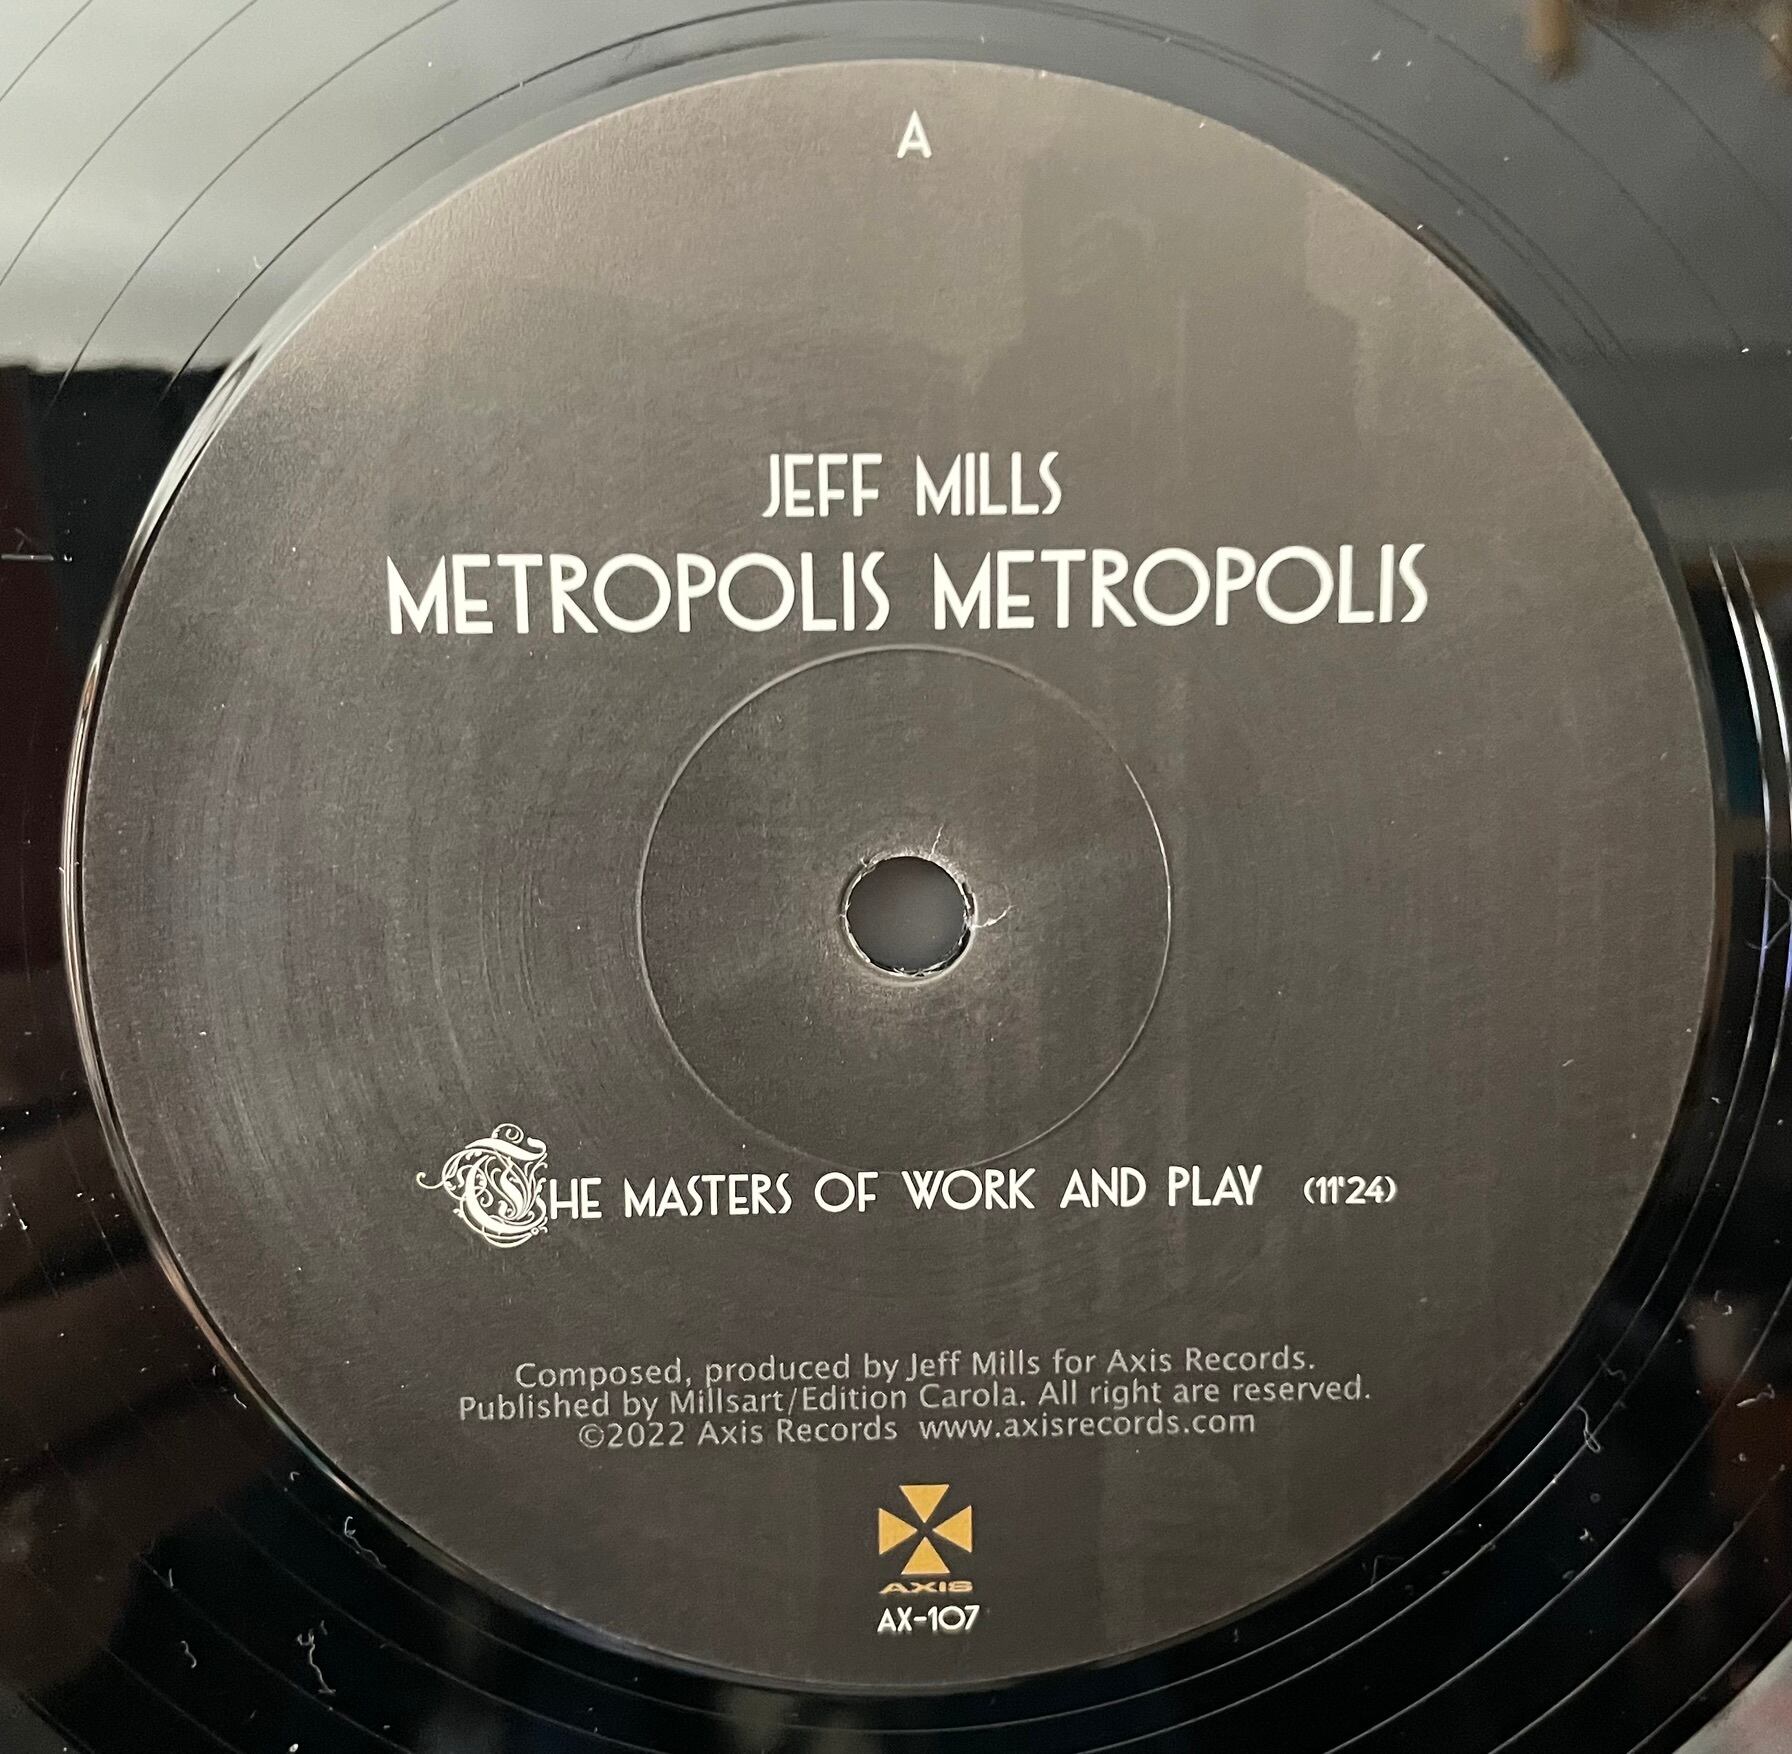 A
JEFF MILLS
METROPOLIS METROPOLIS
THE MASTERS OF WORK AND PLAY (11'24)
Composed, produced by Jeff Mills for Axis Records.
Published by Millsart/Edition Carola. All right are reserved.
©2022 Axis Records www.axisrecords.com
AXIS
AX-107